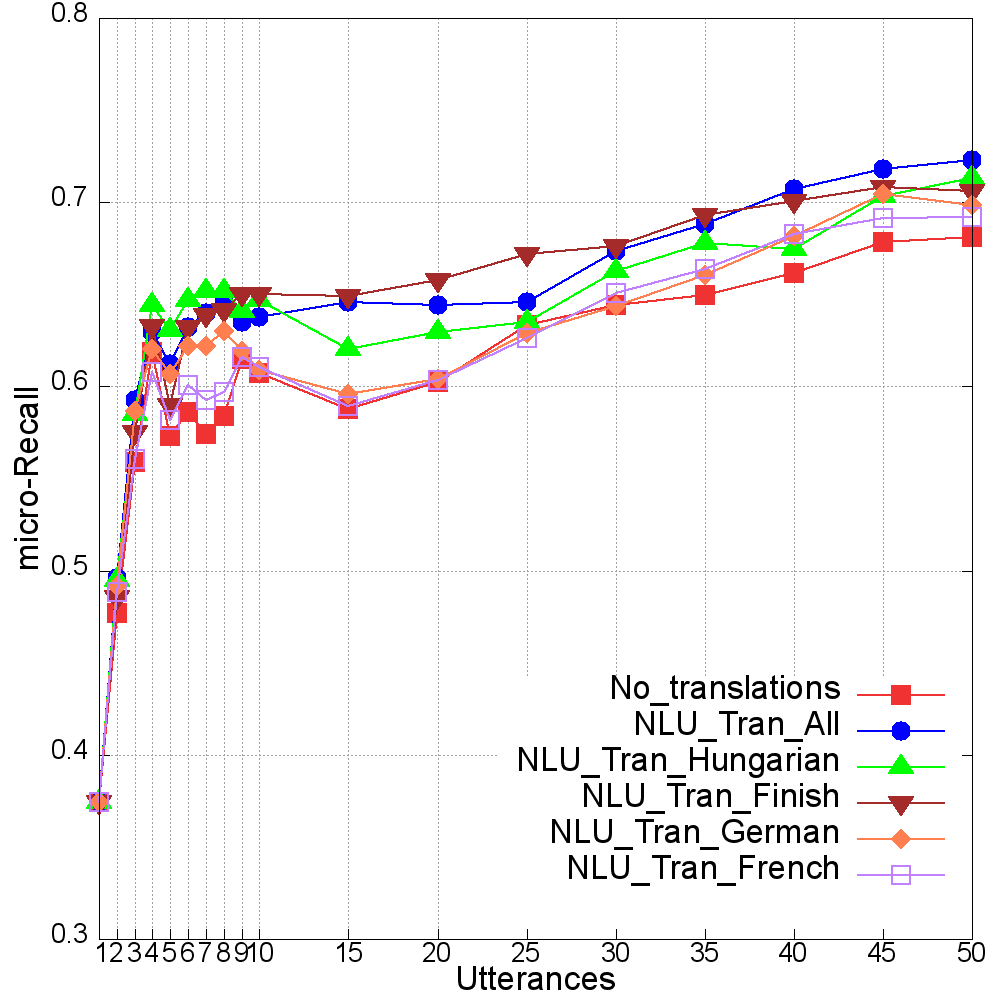 0.8
0.7
0.6
0.5
0.4
0.3
micro-Recall
No_translations
NLU_Tran_All
NLU_Tran_Hungarian
NLU_Tran_Finish
NLU_Tran_German
NLU_Tran_French
1 2 3 4 5 6 7 8 9 10 15 20 25 30 35 40 45 50
Utterances